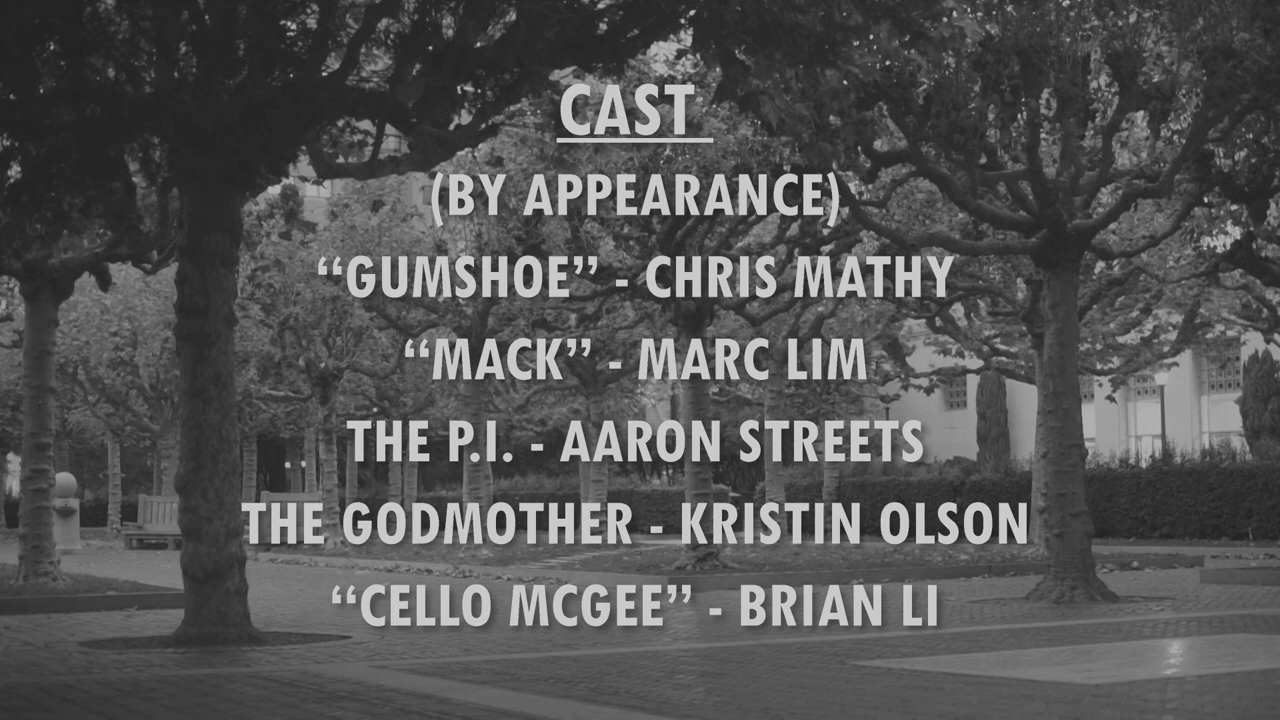 CAST
(BY APPEARANCE)
“GUMSHOE” - CHRIS MATHY
“MACK” - MARC LIM
THE P.I. - AARON STREETS
THE GODMOTHER - KRISTIN OLSON
“CELLO MCGEE” - BRIAN LI